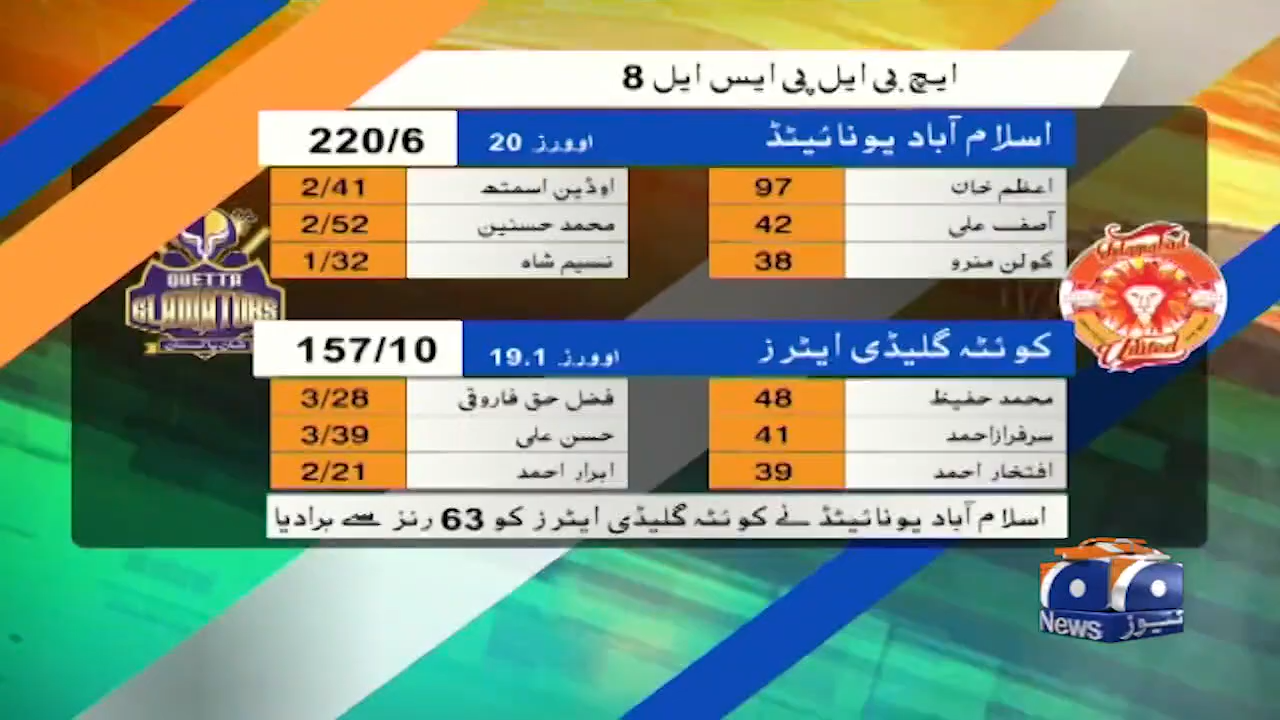 ایچ بی ایل پی ایس ایل 8
اسلام آباد یونائیٹڈ 20 اوورز 220/6
اعظم خان 97 اوڈین اسمتھ 2/41
آصف علی 42 محمد حسنین 2/52
کولن منرو 38 نسیم شاہ 1/32
QUETTA
GLADIATORS
Islamabad
United
کوئٹہ گلیڈی ایٹرز 19.1 اوورز 157/10
محمد حفیظ 48 فضل حق فاروقی 3/28
سرفرازاحمد 41 حسن علی 3/39
افتخار احمد 39 ابرار احمد 2/21
اسلام آباد یونائیٹڈ نے کوئٹہ گلیڈی ایٹرز کو 63 رنز سے ہرادیا
News نیوز